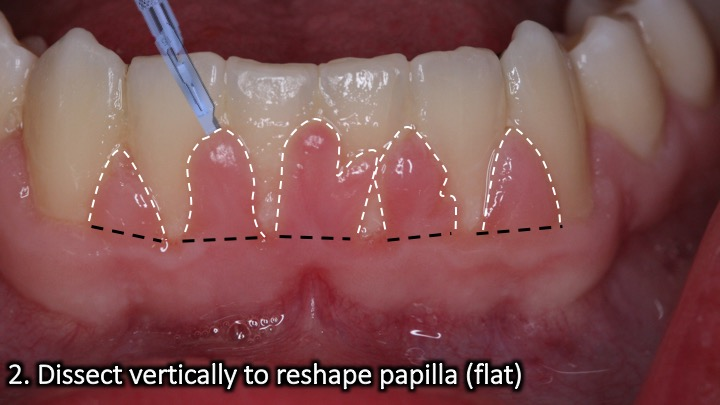 2. Dissect vertically to reshape papilla (flat)